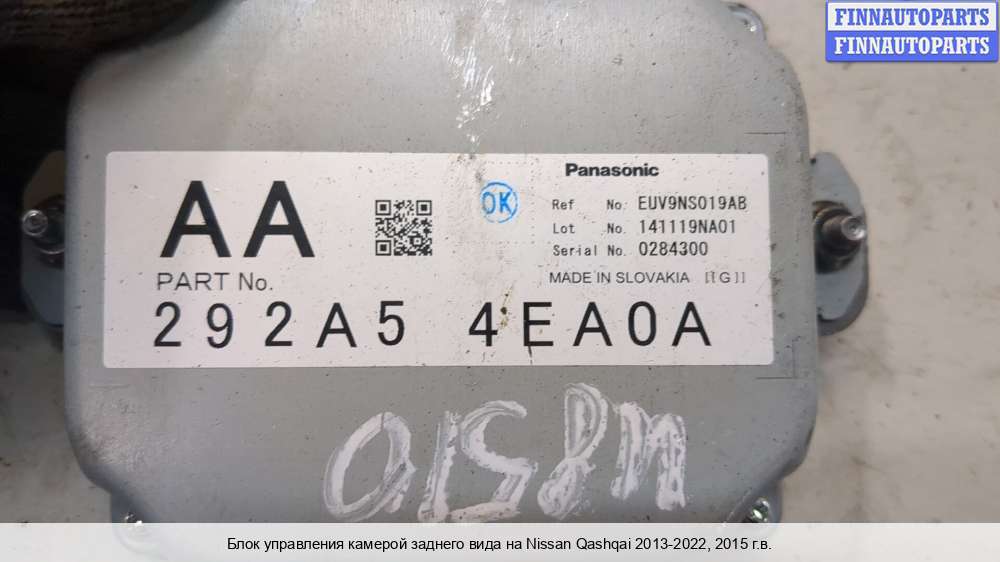 FINNAUTOPARTS
FINNAUTOPARTS
AA
OK
Panasonic
Ref No. EUV9NS019AB
Lot No. 141119NA01
Serial No. 0284300
PART No.
MADE IN SLOVAKIA [[G]]
292A5 4EA0A
Блок управления камерой заднего вида на Nissan Qashqai 2013-2022, 2015 г.в.